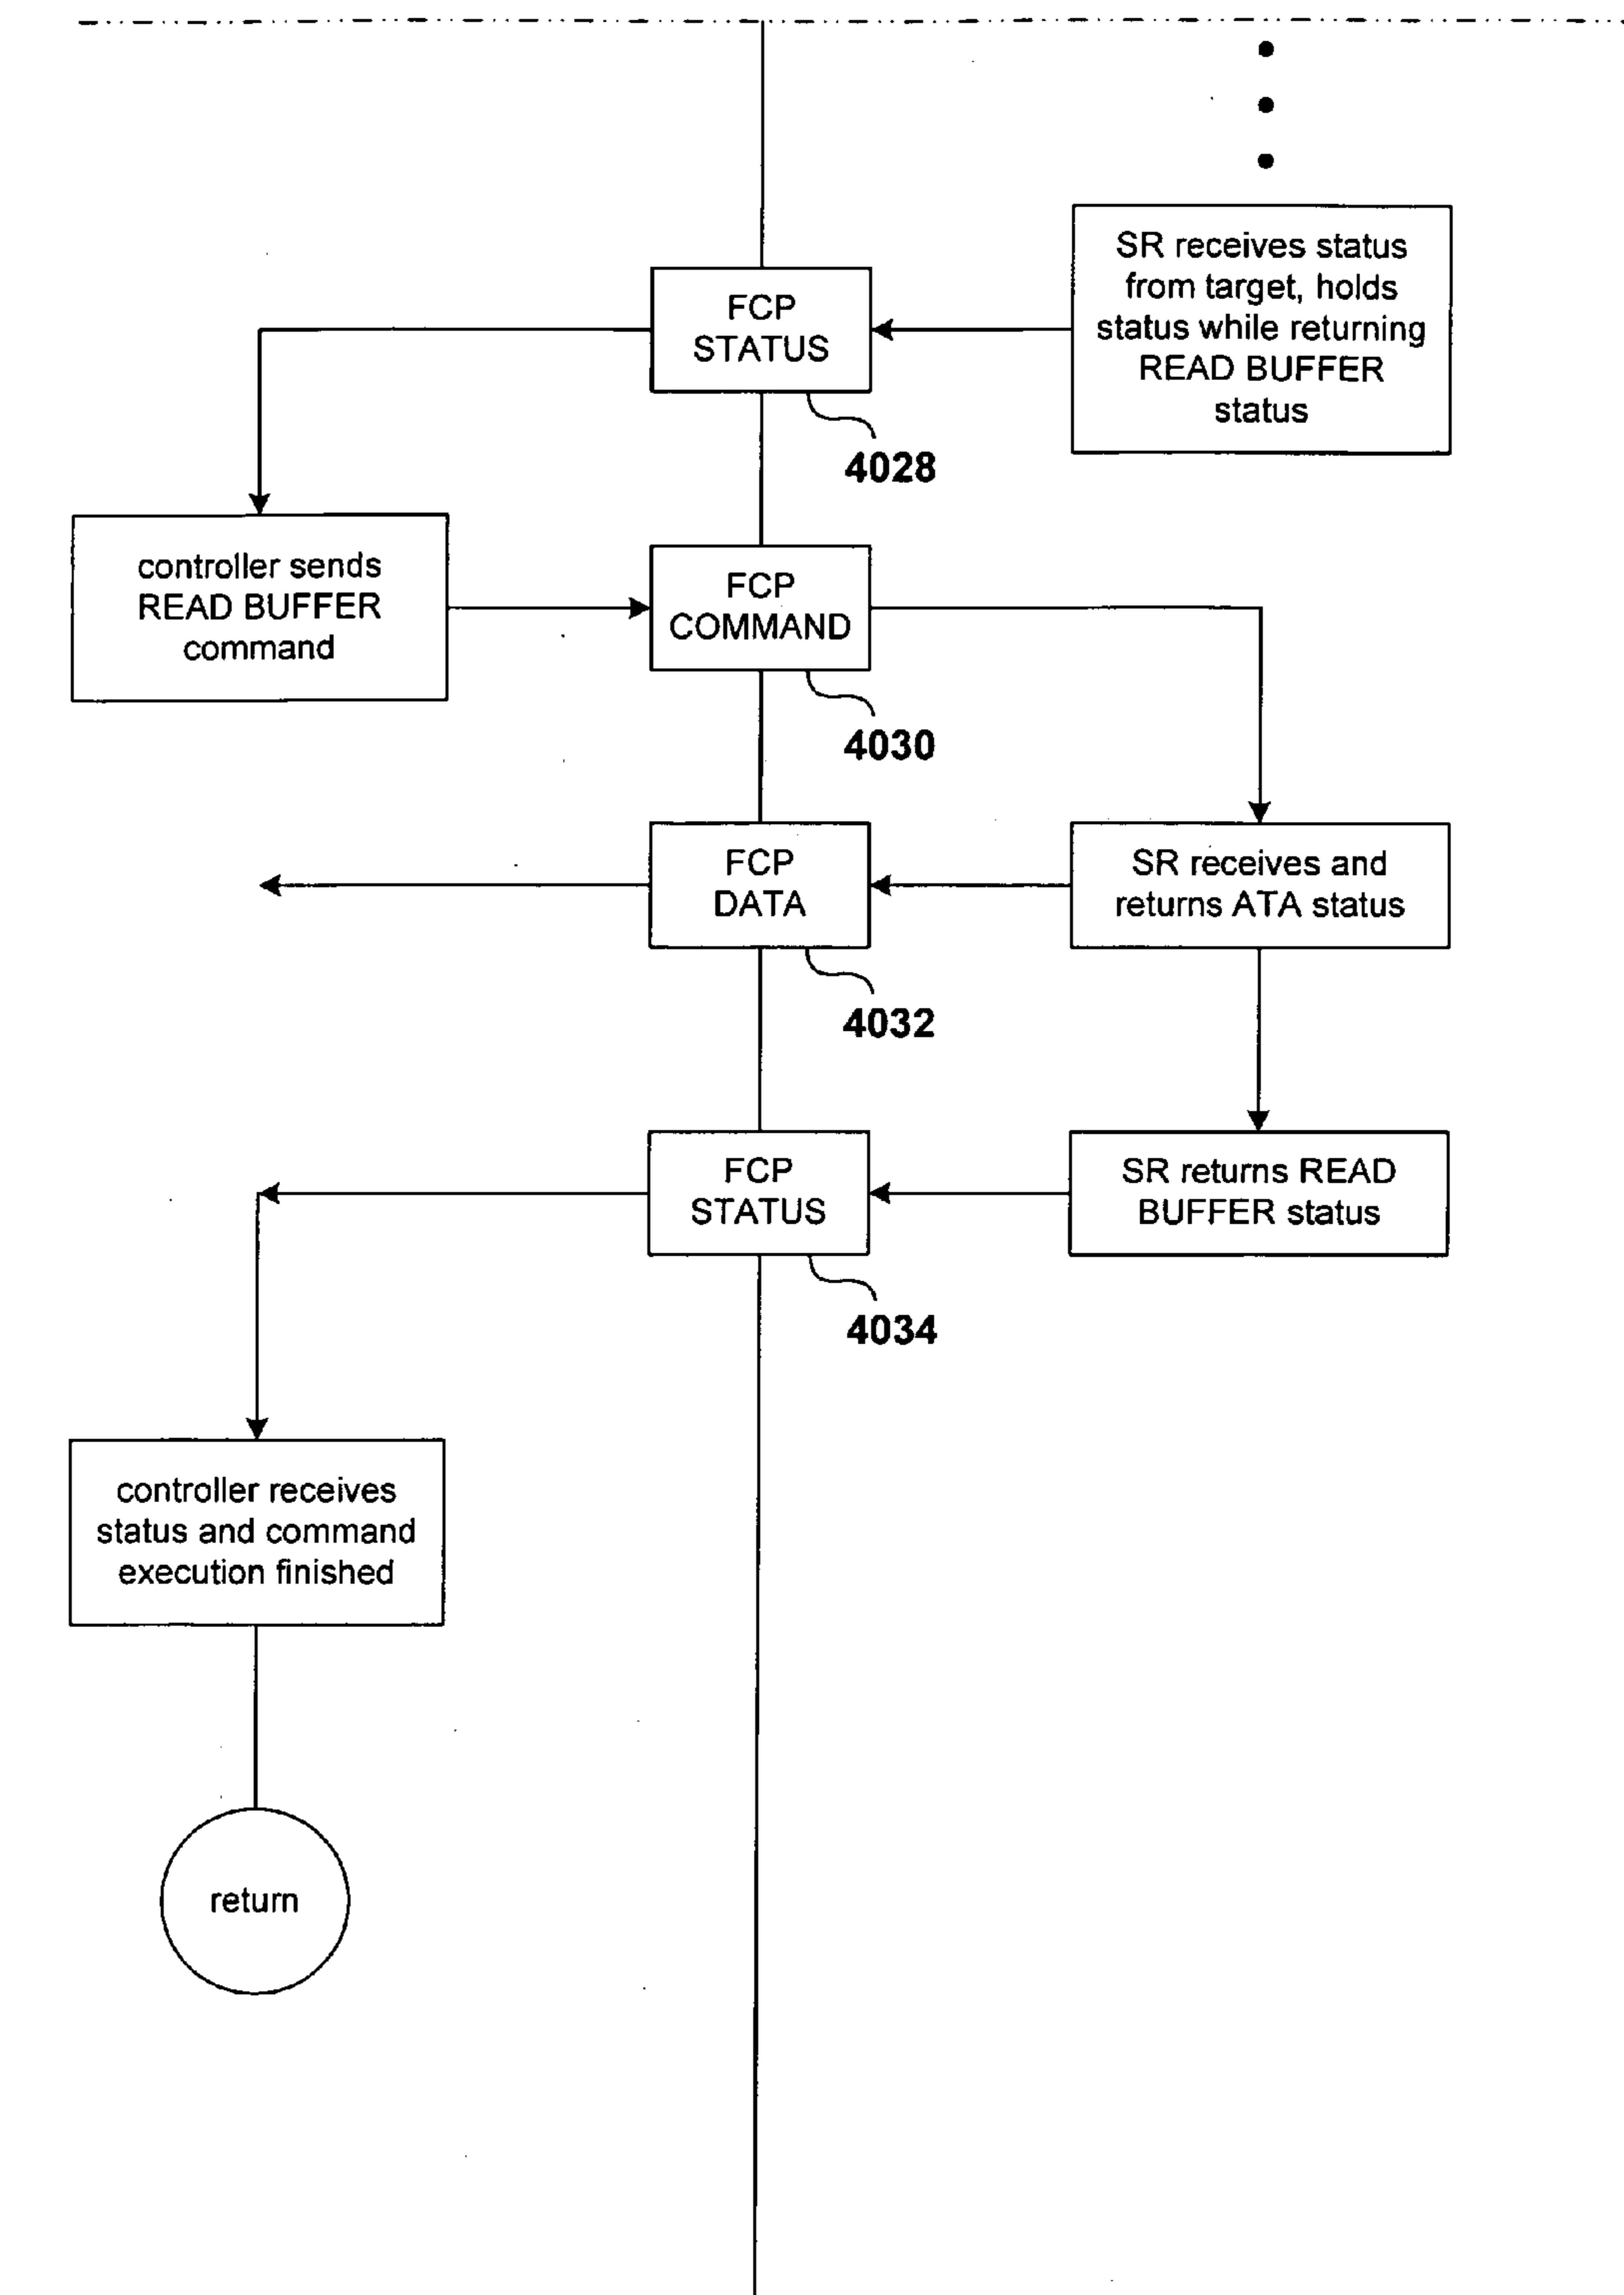 SR receives status
from target, holds
status while returning
READ BUFFER
status
FCP
STATUS
4028
controller sends
READ BUFFER
command
FCP
COMMAND
4030
FCP
DATA
4032
SR receives and
returns ATA status
FCP
STATUS
4034
SR returns READ
BUFFER status
controller receives
status and command
execution finished
return